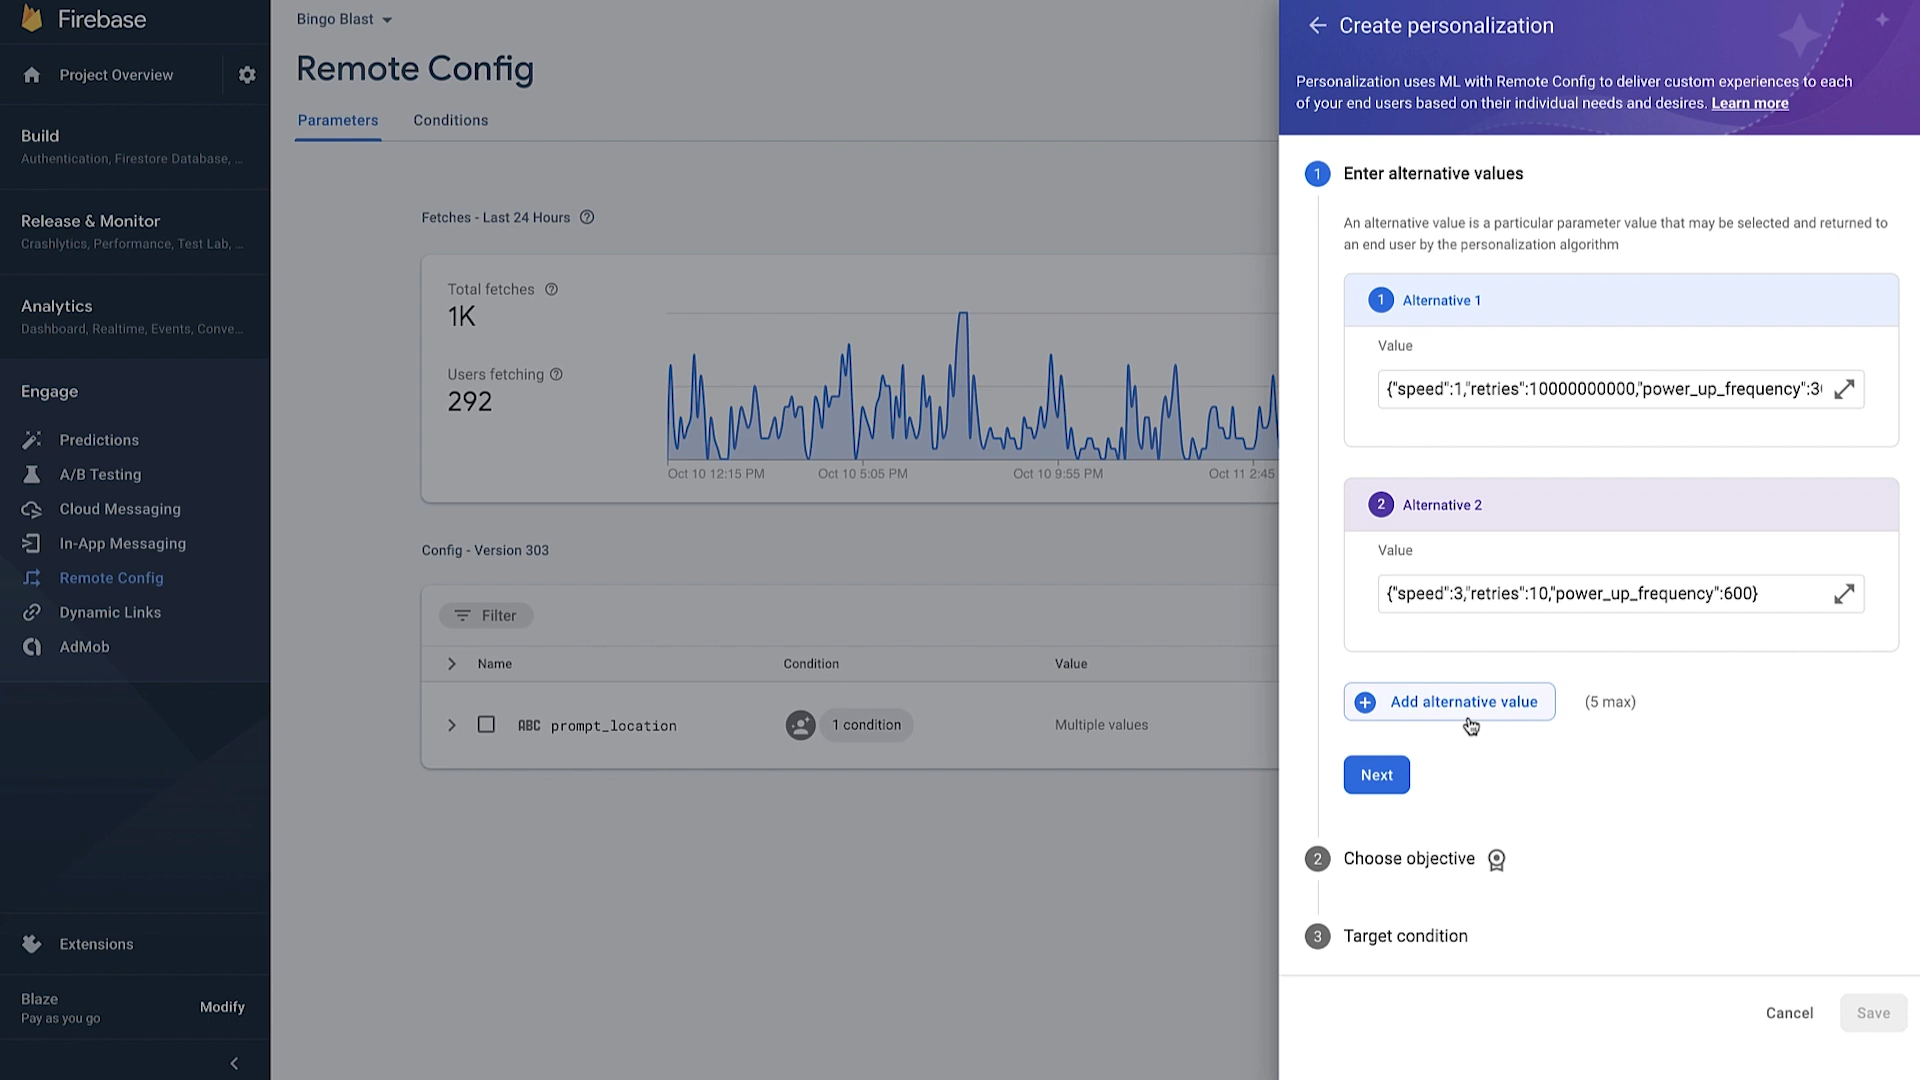 Firebase
Project Overview
Build
Authentication, Firestore Database, ...
Release & Monitor
Crashlytics, Performance, Test Lab, ...
Analytics
Dashboard, Realtime, Events, Conve...
Engage
Predictions
A/B Testing
Cloud Messaging
In-App Messaging
Remote Config
Dynamic Links
AdMob
Extensions
Blaze
Pay as you go
Modify
Bingo Blast
Remote Config
Parameters
Conditions
Fetches - Last 24 Hours
Total fetches
1K
Users fetching
292
Oct 10 12:15 PM
Oct 10 5:05 PM
Oct 10 9:55 PM
Oct 11 2:45
Config - Version 303
Filter
Name
Condition
Value
ABC prompt_location
1 condition
Multiple values
Create personalization
Personalization uses ML with Remote Config to deliver custom experiences to each
of your end users based on their individual needs and desires. Learn more
1 Enter alternative values
An alternative value is a particular parameter value that may be selected and returned to
an end user by the personalization algorithm
1 Alternative 1
Value
{"speed":1,"retries":10000000000,"power_up_frequency":3
2 Alternative 2
Value
{"speed":3,"retries":10,"power_up_frequency":600}
Add alternative value
(5 max)
Next
2 Choose objective
3 Target condition
Cancel
Save